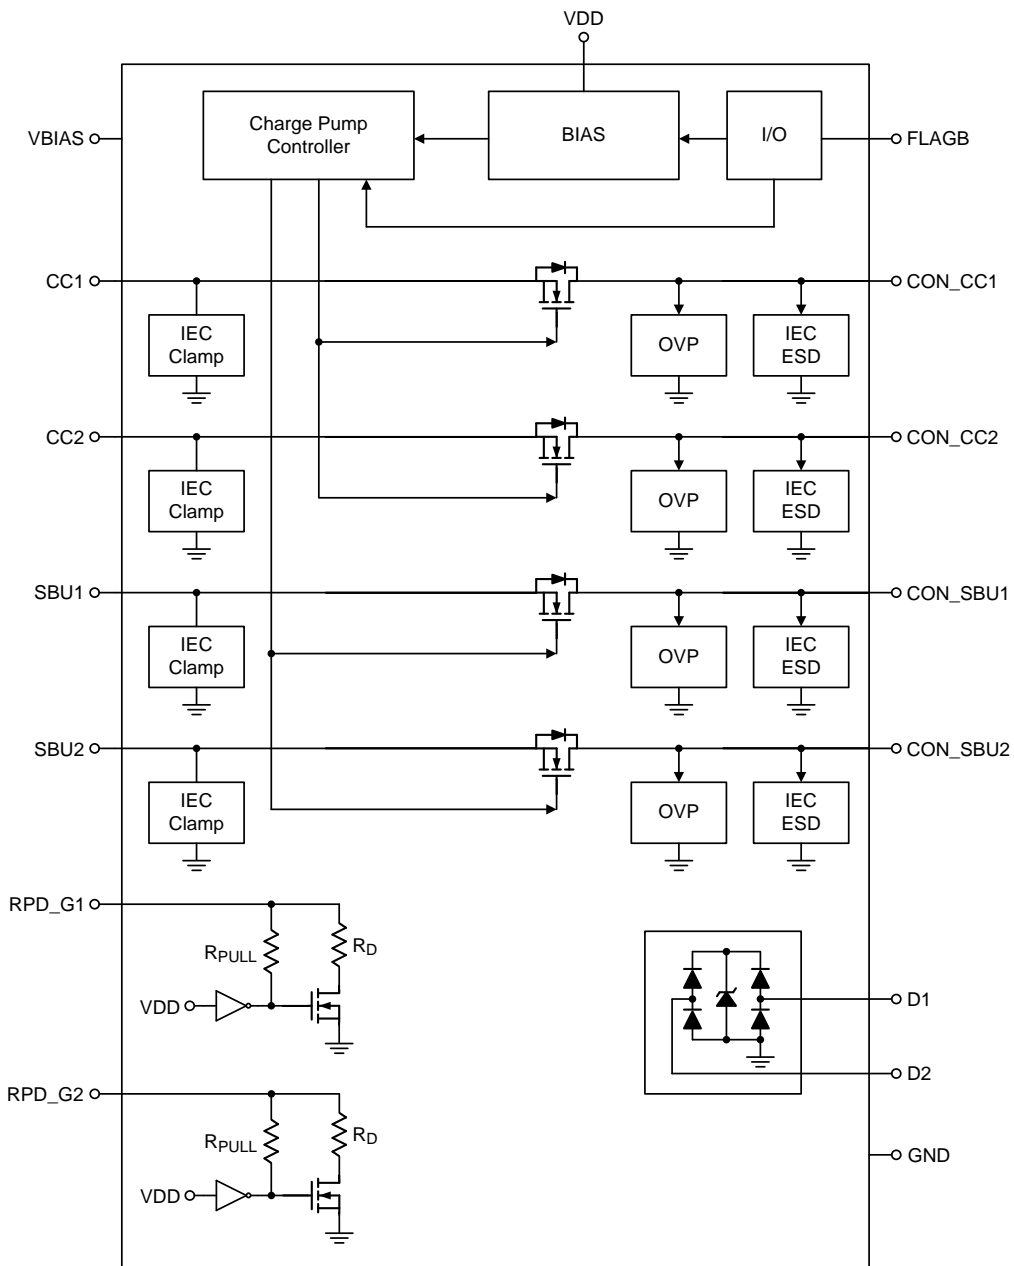 VDD
VBIAS
Charge Pump
Controller
BIAS
I/O
FLAGB
CC1
CON_CC1
IEC
Clamp
OVP
IEC
ESD
CC2
CON_CC2
IEC
Clamp
OVP
IEC
ESD
SBU1
CON_SBU1
IEC
Clamp
OVP
IEC
ESD
SBU2
CON_SBU2
IEC
Clamp
OVP
IEC
ESD
RPD_G1
RPULL
RD
VDD
D1
D2
RPD_G2
RPULL
RD
VDD
GND